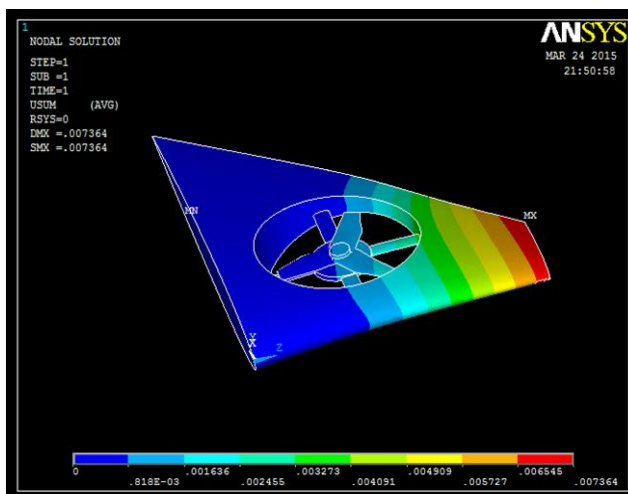 1
NODAL SOLUTION
STEP=1
SUB =1
TIME=1
USUM (AVG)
RSYS=0
DMX =.007364
SMX =.007364
ANSYS
MAR 24 2015
21:50:58
MN
MX
Y
X
Z
0 .001636 .003273 .004909 .006545
.818E-03 .002455 .004091 .005727 .007364